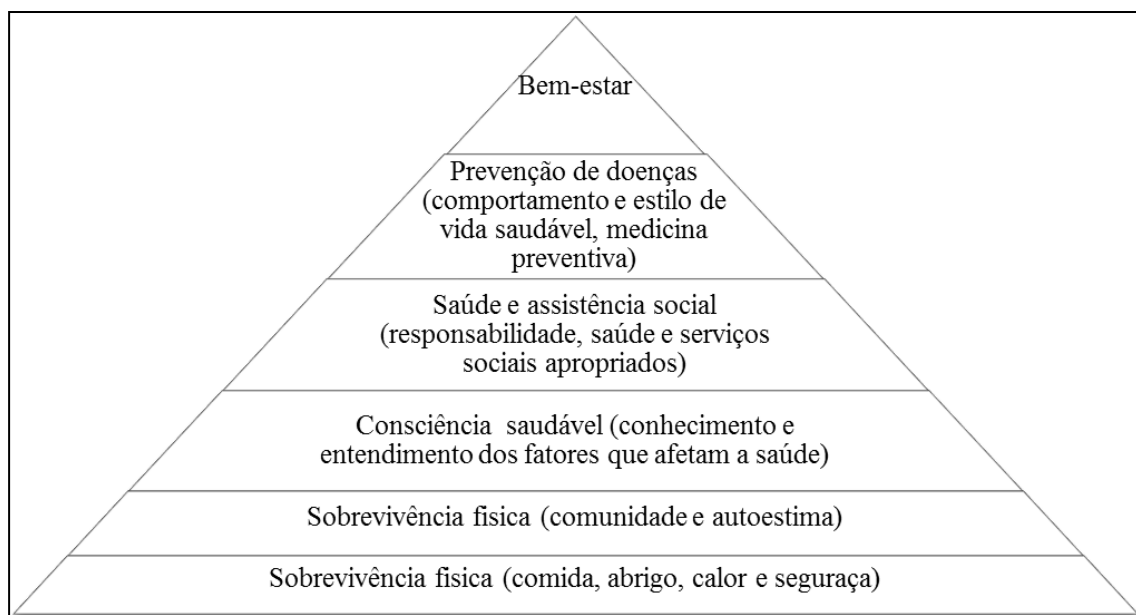 Bem-estar
Prevenção de doenças
(comportamento e estilo de
vida saudável, medicina
preventiva)
Saúde e assistência social
(responsabilidade, saúde e serviços
sociais apropriados)
Consciência saudável (conhecimento e
entendimento dos fatores que afetam a saúde)
Sobrevivência fisica (comunidade e autoestima)
Sobrevivência fisica (comida, abrigo, calor e seguraça)